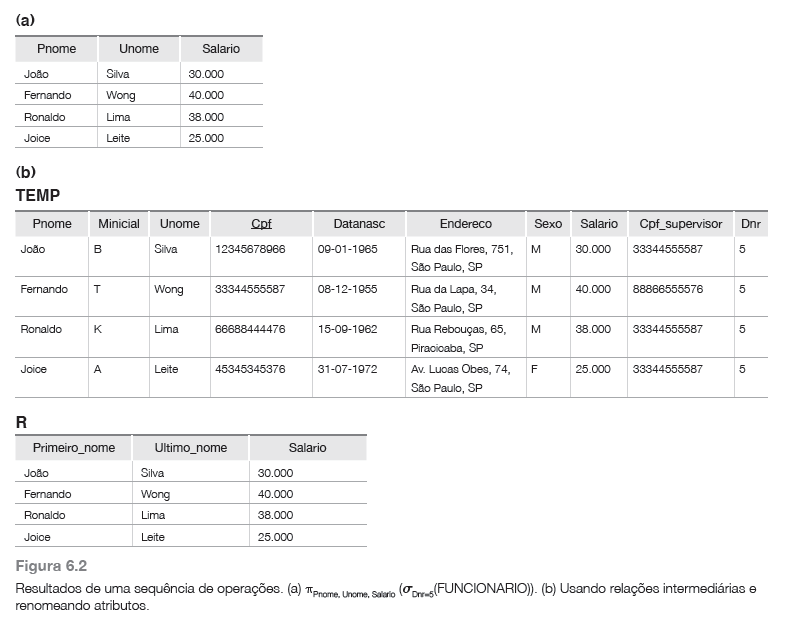 (a)
Pnome Unome Salario
João Silva 30.000
Fernando Wong 40.000
Ronaldo Lima 38.000
Joice Leite 25.000
(b)
TEMP
Pnome Minicial Unome Cpf Datanasc Endereco Sexo Salario Cpf_supervisor Dnr
João B Silva 12345678966 09-01-1965 Rua das Flores, 751, M 30.000 33344555587 5
São Paulo, SP
Fernando T Wong 33344555587 08-12-1955 Rua da Lapa, 34, M 40.000 88866555576 5
São Paulo, SP
Ronaldo K Lima 66688444476 15-09-1962 Rua Rebouças, 65, M 38.000 33344555587 5
Piracicaba, SP
Joice A Leite 45345345376 31-07-1972 Av. Lucas Obes, 74, F 25.000 33344555587 5
São Paulo, SP
R
Primeiro_nome Ultimo_nome Salario
João Silva 30.000
Fernando Wong 40.000
Ronaldo Lima 38.000
Joice Leite 25.000
Figura 6.2
Resultados de uma sequência de operações. (a) π Pnome, Unome, Salario (σ Dnr=5(FUNCIONARIO)). (b) Usando relações intermediárias e
renomeando atributos.